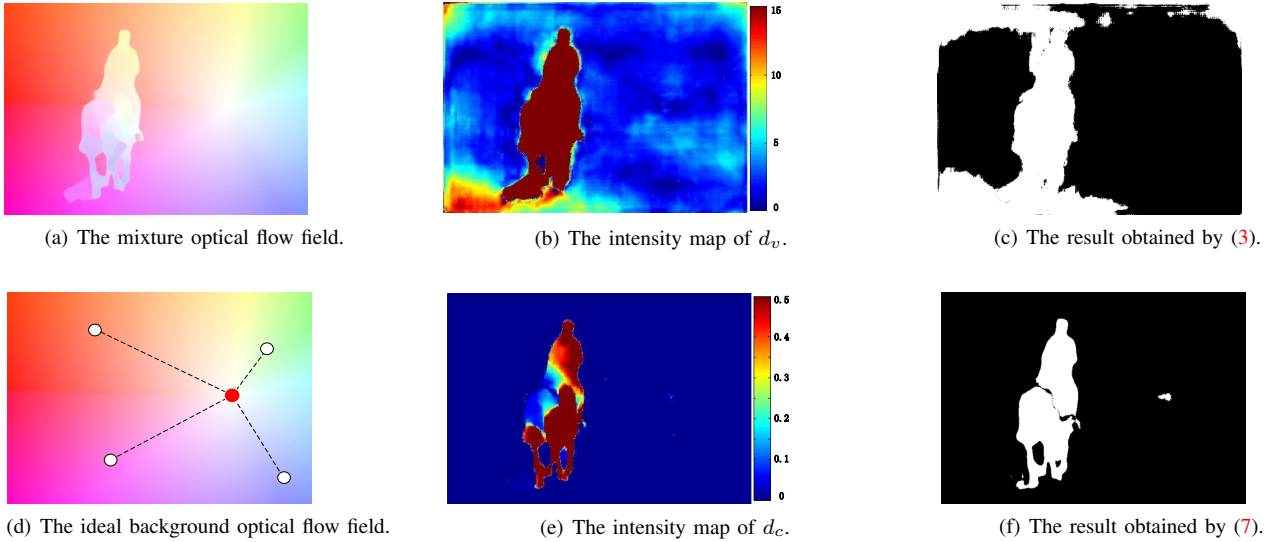 15
10
5
0
(a) The mixture optical flow field.
(b) The intensity map of d_v.
(c) The result obtained by (3).
0.5
0.4
0.3
0.2
0.1
0
(d) The ideal background optical flow field.
(e) The intensity map of d_c.
(f) The result obtained by (7).